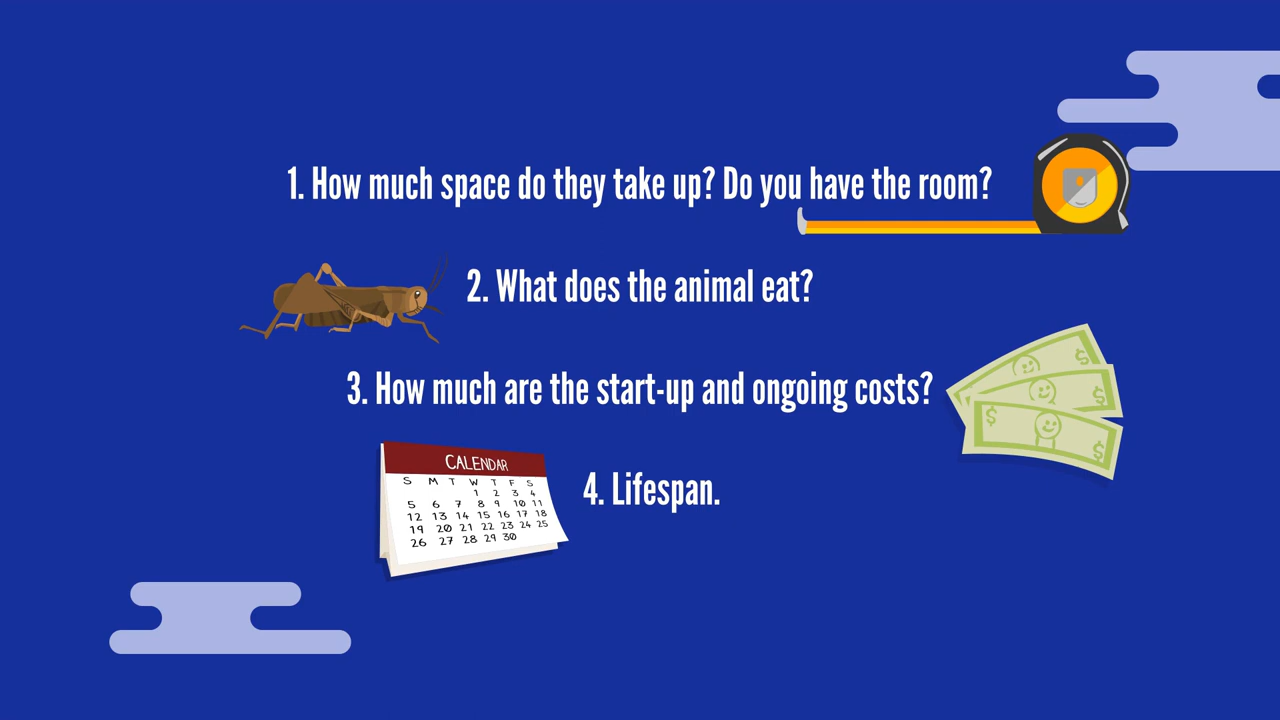 1. How much space do they take up? Do you have the room?
2. What does the animal eat?
3. How much are the start-up and ongoing costs?
$
$
$
$
CALENDAR
S M T W T F S
1 2 3 4
5 6 7 8 9 10 11
12 13 14 15 16 17 18
19 20 21 22 23 24 25
26 27 28 29 30
4. Lifespan.